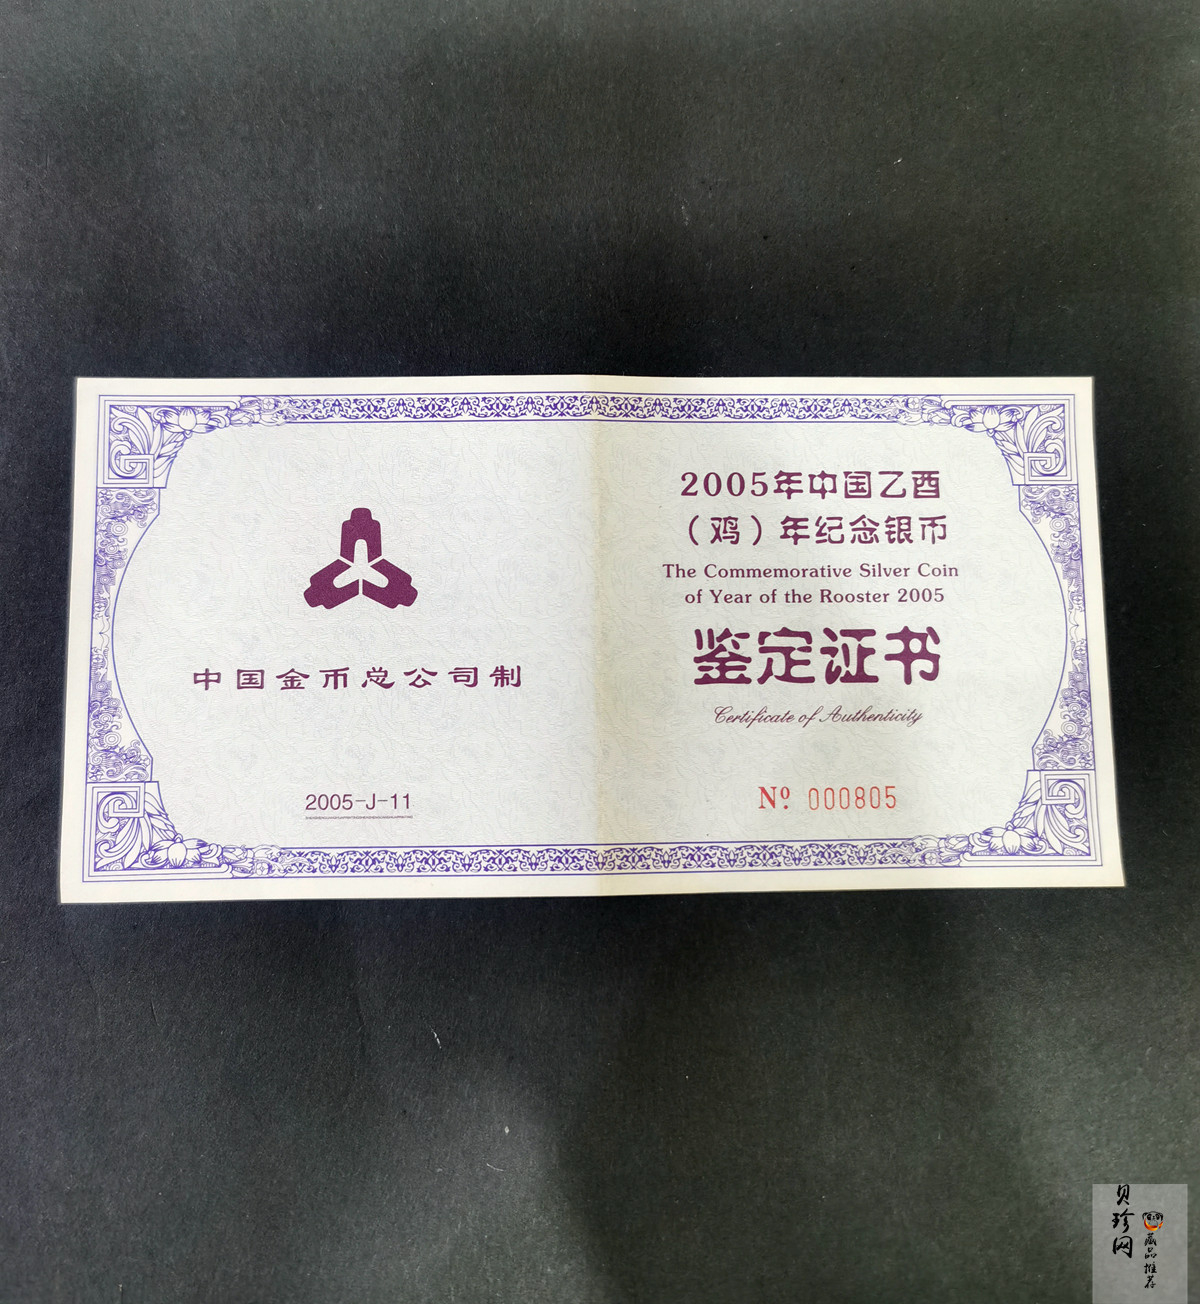 中国金币总公司制
2005-J-11
2005年中国乙酉
（鸡）年纪念银币
The Commemorative Silver Coin
of Year of the Rooster 2005
鉴定证书
Certificate of Authenticity
Nº 000805
贝珍网
藏品推荐